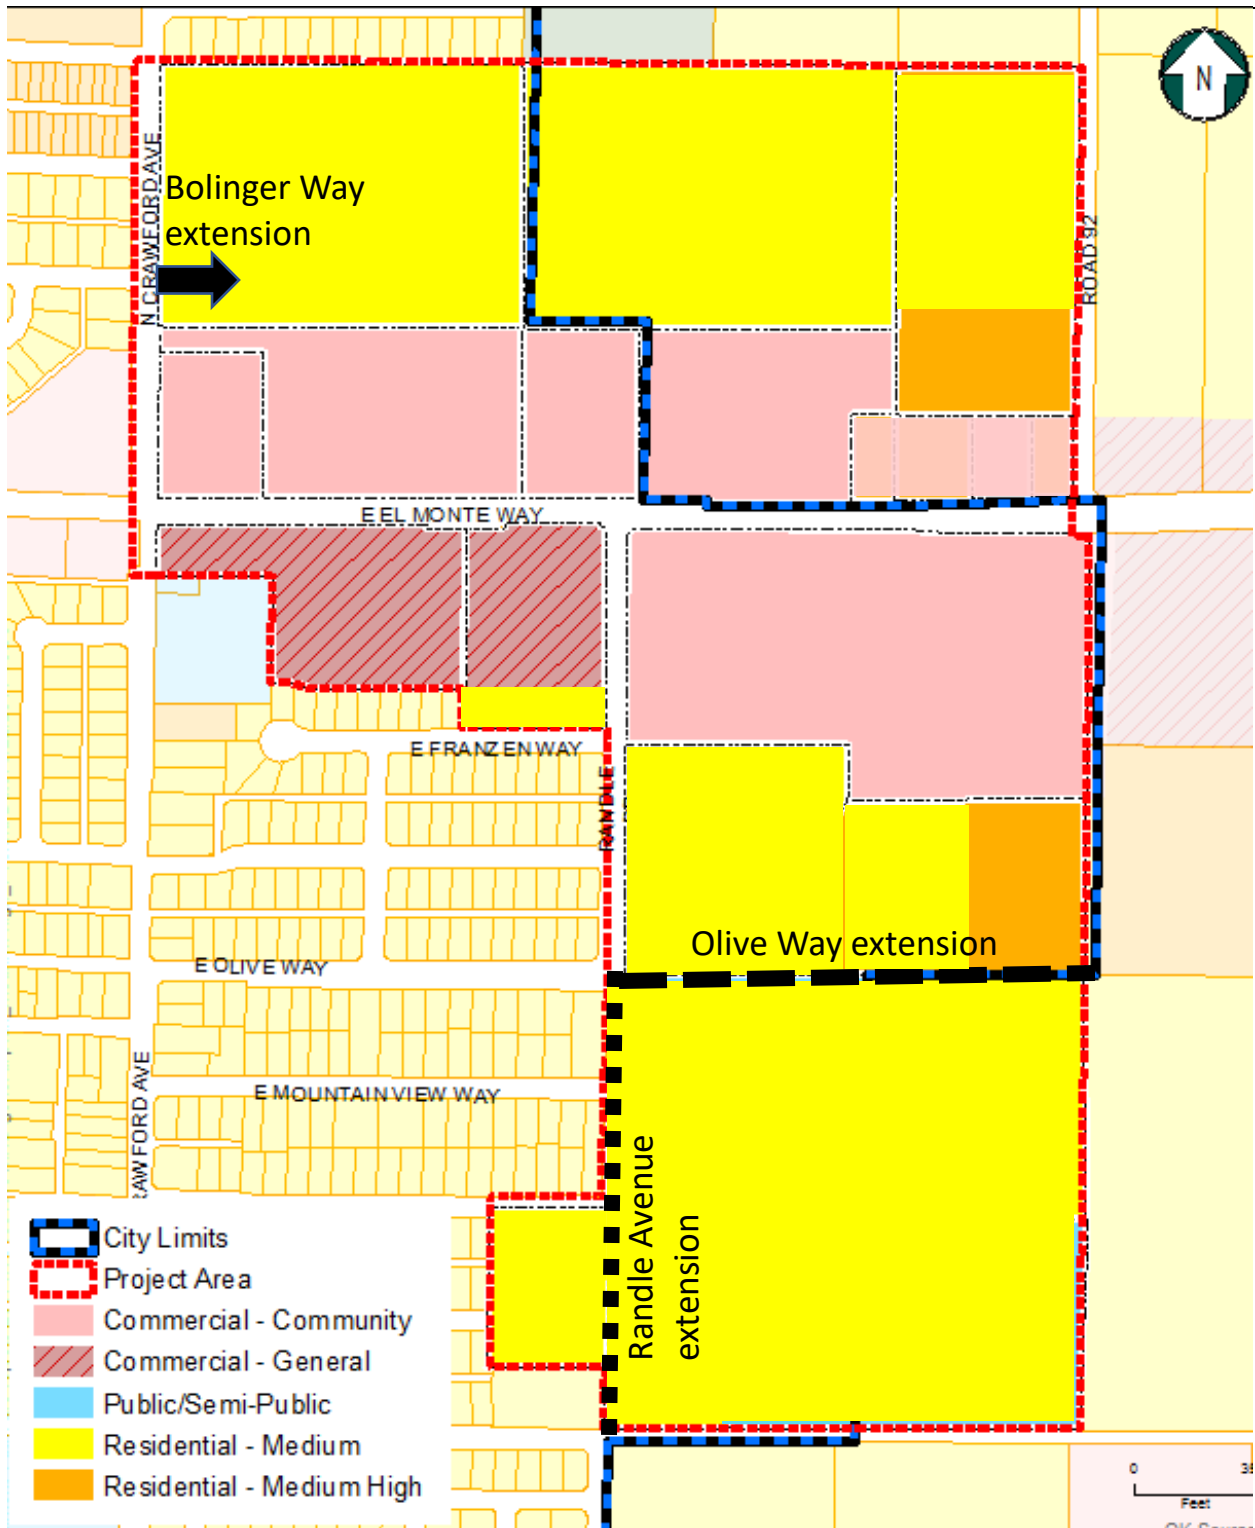 N
N CRAWFORD AVE
Bolinger Way
extension
ROAD 92
E EL MONTE WAY
E FRANZEN WAY
RANDLE
Olive Way extension
E OLIVE WAY
E MOUNTAIN VIEW WAY
RAWFORD AVE
Randle Avenue
extension
City Limits
Project Area
Commercial - Community
Commercial - General
Public/Semi-Public
Residential - Medium
Residential - Medium High
0
Feet